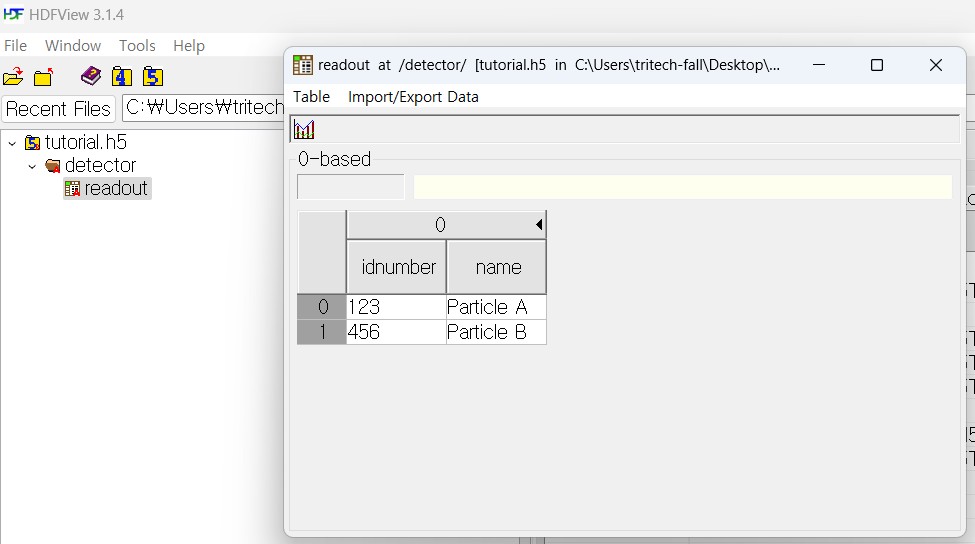 HDFView 3.1.4
File Window Tools Help
Recent Files C:₩Users₩tritech
tutorial.h5
detector
readout
readout at /detector/ [tutorial.h5 in C:\Users\tritech-fall\Desktop\...
Table Import/Export Data
0-based
0
idnumber name
0 123 Particle A
1 456 Particle B